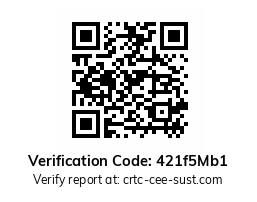 Verification Code: 421f5Mb1
Verify report at: crtc-cee-sust.com